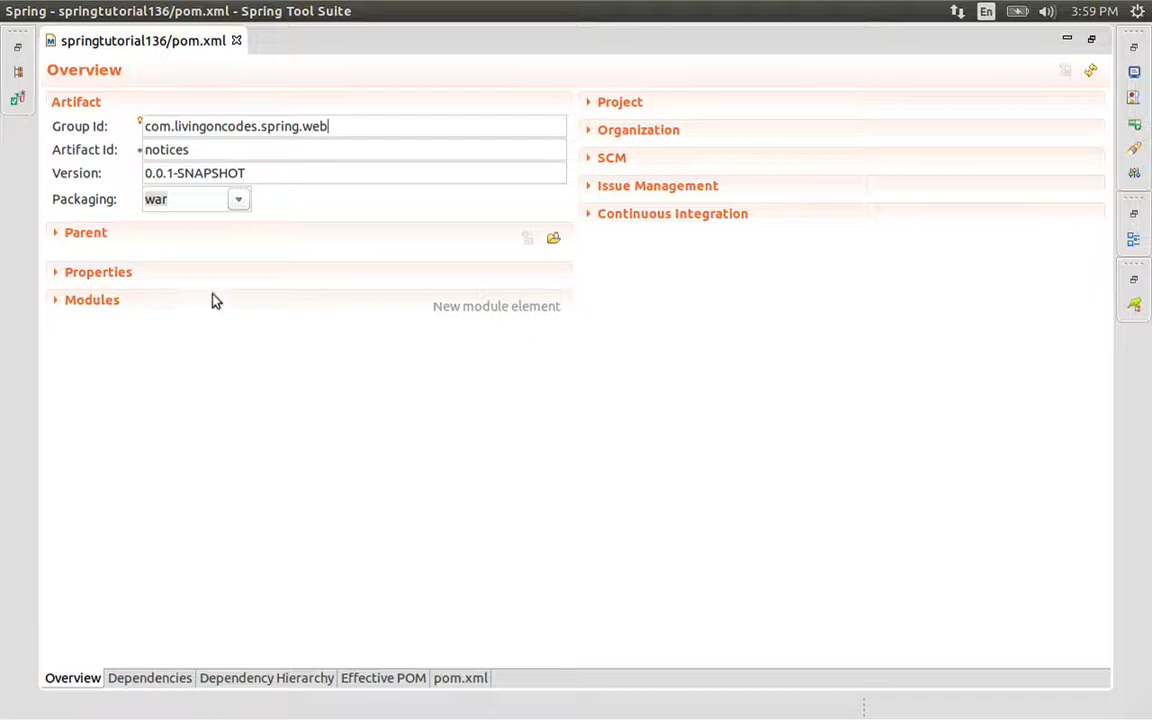 Spring - springtutorial136/pom.xml - Spring Tool Suite
En
3:59 PM
springtutorial136/pom.xml
Overview
Artifact
Group Id: com.livingoncodes.spring.web
Artifact Id: notices
Version: 0.0.1-SNAPSHOT
Packaging: war
Parent
Properties
Modules
New module element
Project
Organization
SCM
Issue Management
Continuous Integration
Overview Dependencies Dependency Hierarchy Effective POM pom.xml